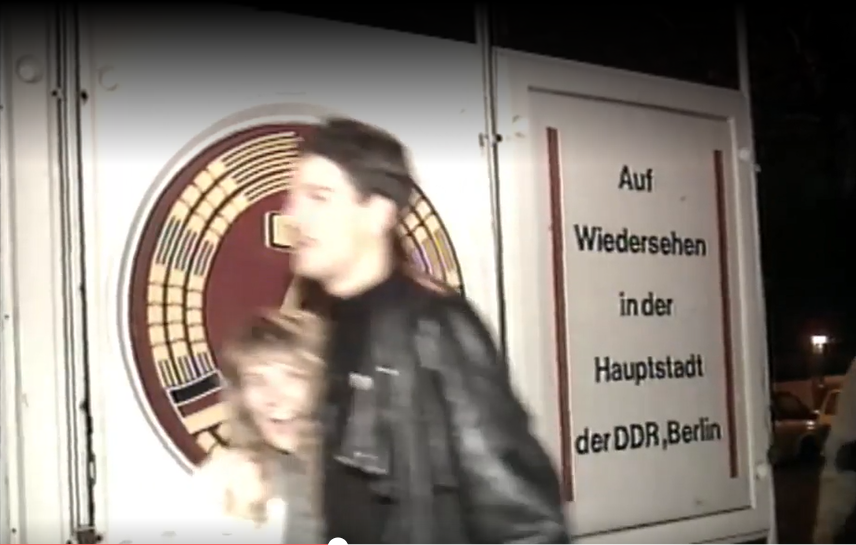 Auf
Wiedersehen
in der
Hauptstadt
der DDR, Berlin